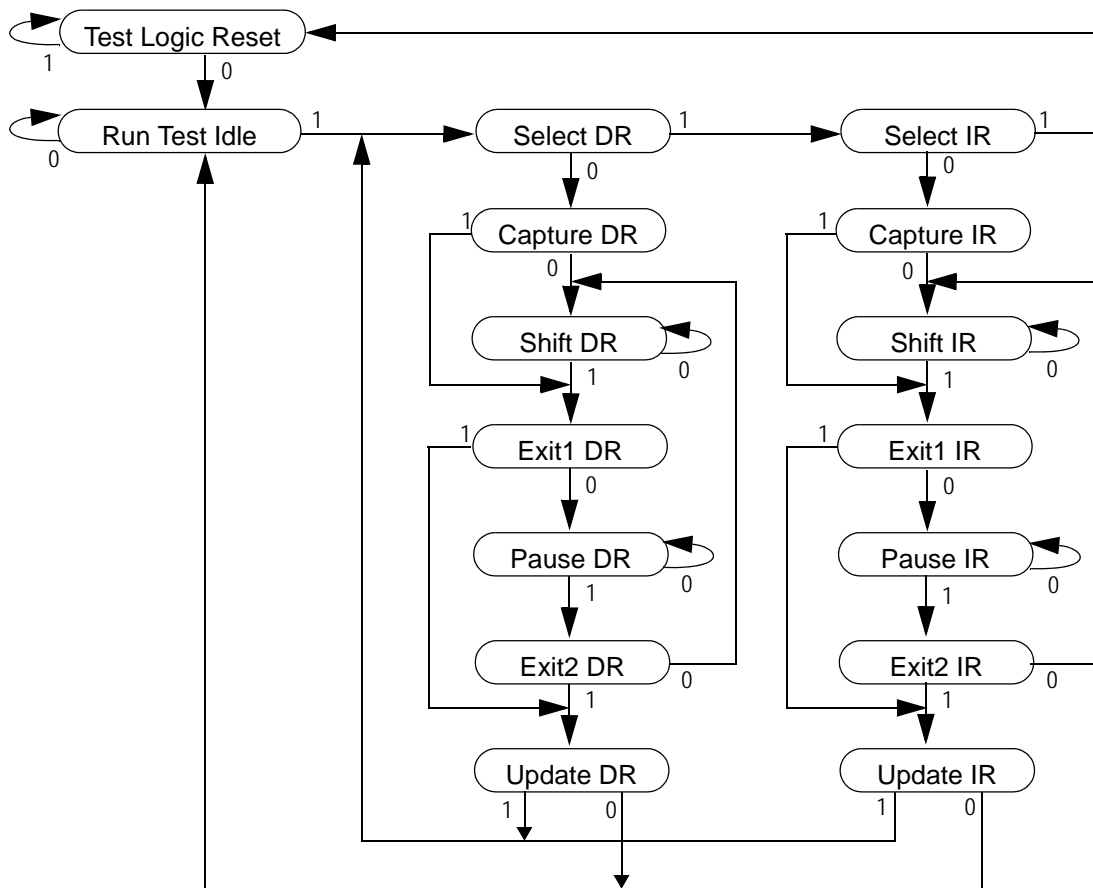 Test Logic Reset
1
0
Run Test Idle
1
0
Select DR
1
0
Select IR
1
0
1
Capture DR
0
1
Capture IR
0
Shift DR
0
1
Shift IR
0
1
1
Exit1 DR
0
1
Exit1 IR
0
Pause DR
0
1
Pause IR
0
1
Exit2 DR
0
1
Exit2 IR
0
1
Update DR
1
0
Update IR
1
0